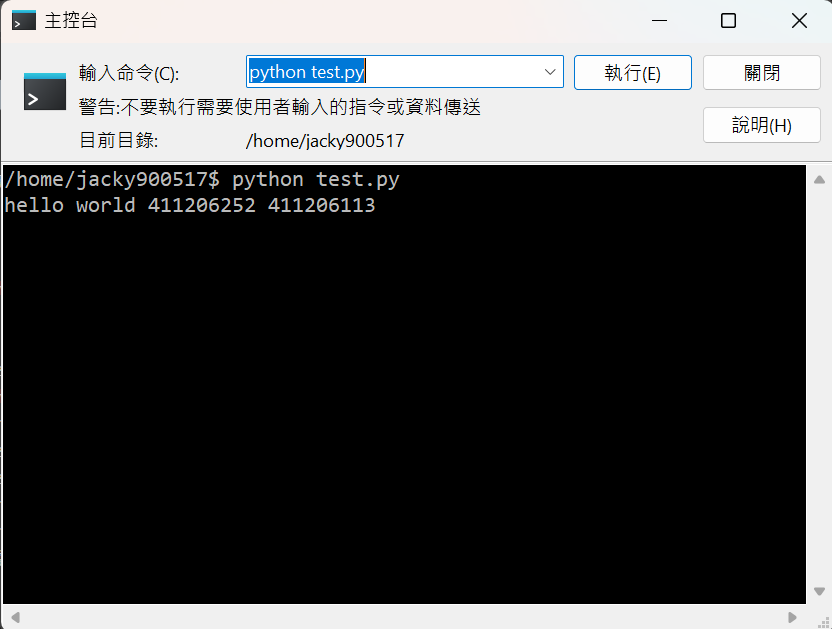 主控台
輸入命令(C): python test.py 執行(E) 關閉
警告:不要執行需要使用者輸入的指令或資料傳送
說明(H)
目前目錄: /home/jacky900517
/home/jacky900517$ python test.py
hello world 411206252 411206113